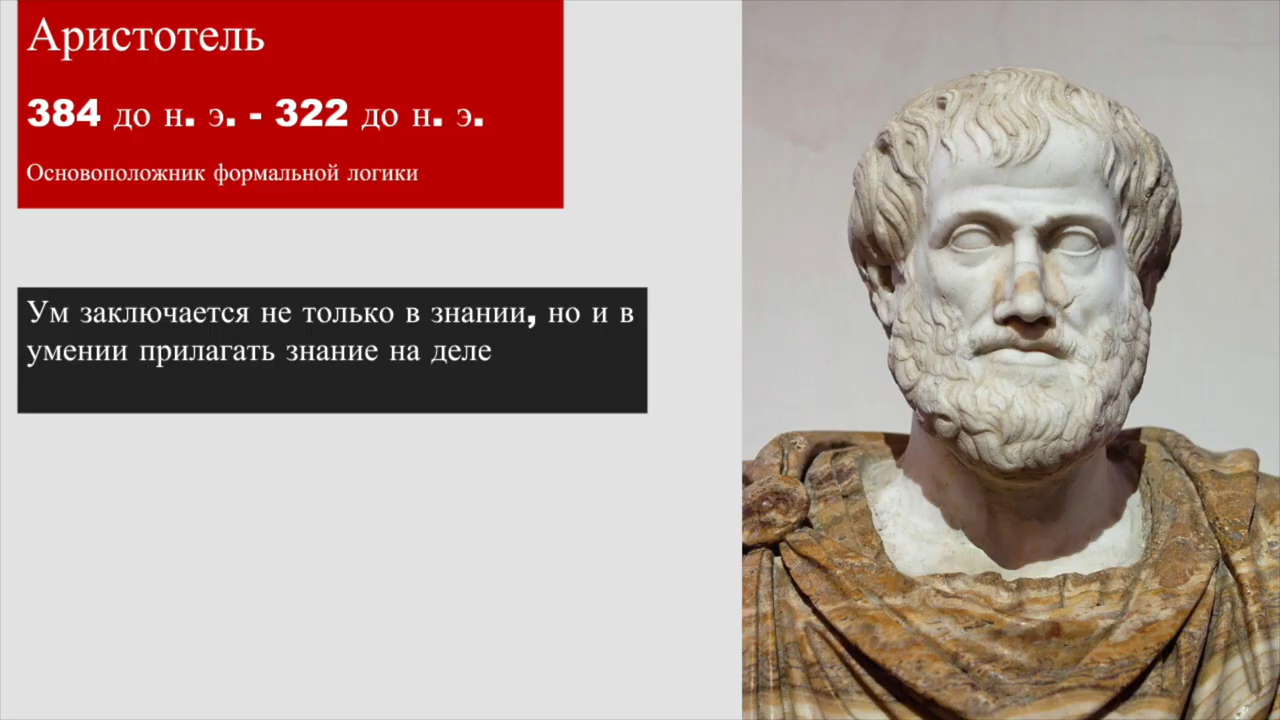 Аристотель
384 до н. э. - 322 до н. э.
Основоположник формальной логики
Ум заключается не только в знании, но и в
умении прилагать знание на деле